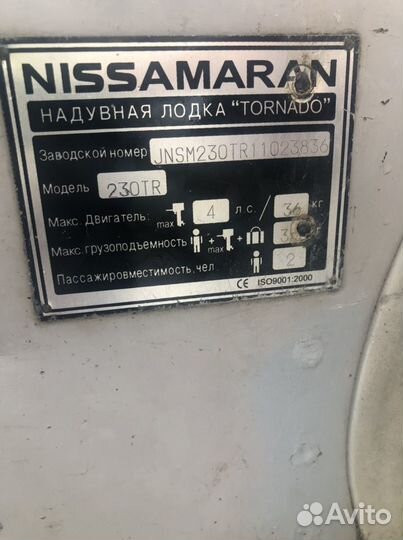 NISSAMARAN
НАДУВНАЯ ЛОДКА "TORNADO"
Заводской номер JNSM230TR11023836
Модель 230TR
Макс. Двигатель: max 4 л.с./ кг
Макс.грузоподъемность + max +
Пассажировместимость,чел 2
CE ISO9001:2000
Avito